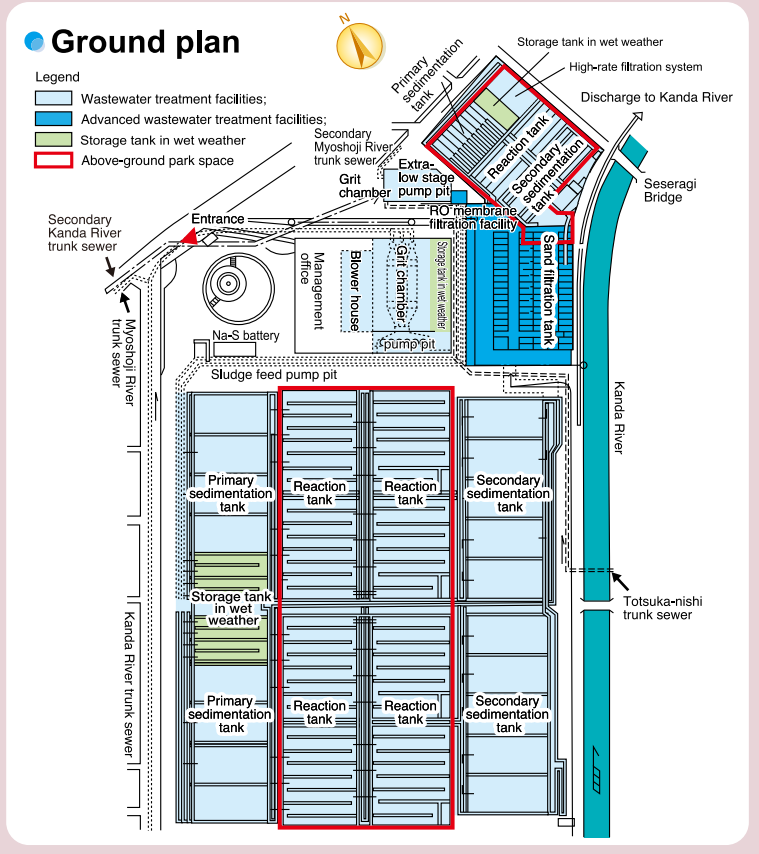 N
Ground plan
Legend
Wastewater treatment facilities;
Advanced wastewater treatment facilities;
Storage tank in wet weather
Above-ground park space
Storage tank in wet weather
High-rate filtration system
Discharge to Kanda River
Primary
sedimentation
tank
Reaction tank
Secondary
sedimentation
tank
Seseragi
Bridge
Secondary
Myoshoji River
trunk sewer
Grit
chamber
Extra-
low stage
pump pit
RO membrane
filtration facility
Sand filtration tank
Entrance
Secondary
Kanda River
trunk sewer
Myoshoji River
trunk sewer
Management
office
Blower house
Grit chamber
Storage tank in wet weather
pump pit
Na-S battery
Sludge feed pump pit
Kanda River
Primary
sedimentation
tank
Reaction
tank
Reaction
tank
Secondary
sedimentation
tank
Storage tank
in wet
weather
Totsuka-nishi
trunk sewer
Kanda River trunk sewer
Primary
sedimentation
tank
Reaction
tank
Reaction
tank
Secondary
sedimentation
tank